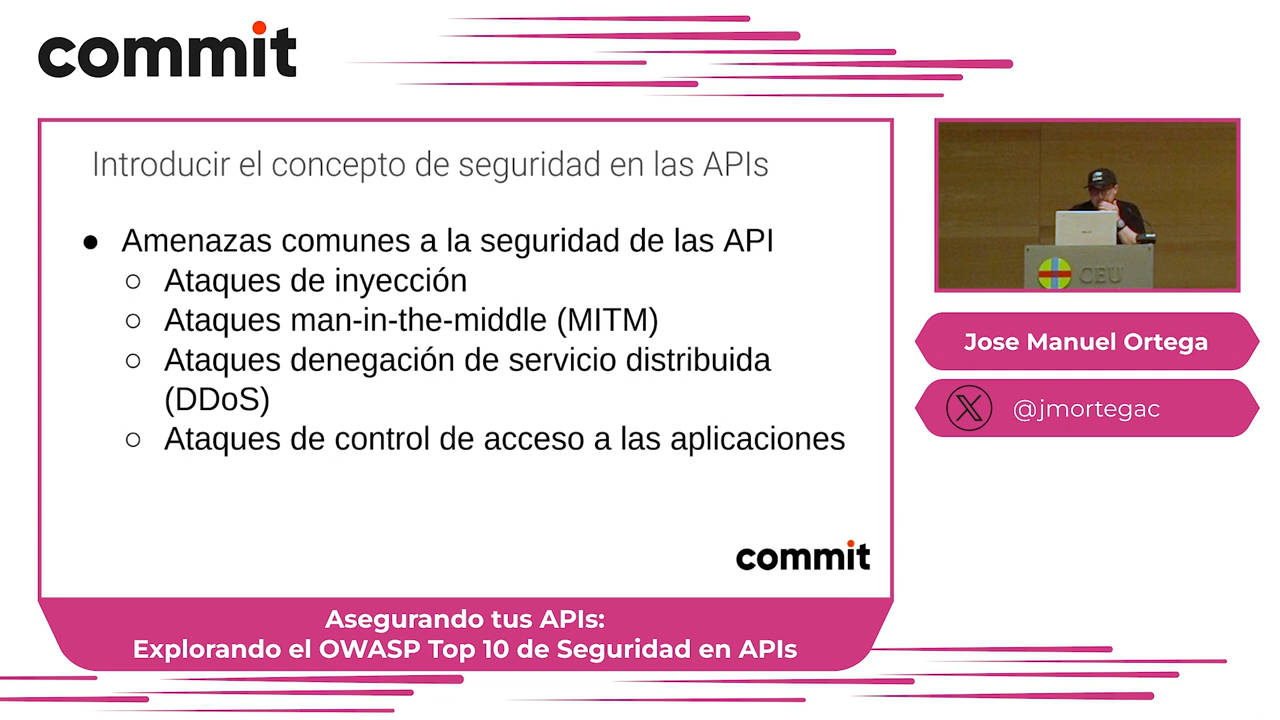 commit
Introducir el concepto de seguridad en las APIs
● Amenazas comunes a la seguridad de las API
○ Ataques de inyección
○ Ataques man-in-the-middle (MITM)
○ Ataques denegación de servicio distribuida
(DDoS)
○ Ataques de control de acceso a las aplicaciones
commit
Asegurando tus APIs:
Explorando el OWASP Top 10 de Seguridad en APIs
CEU
Jose Manuel Ortega
@jmortegac